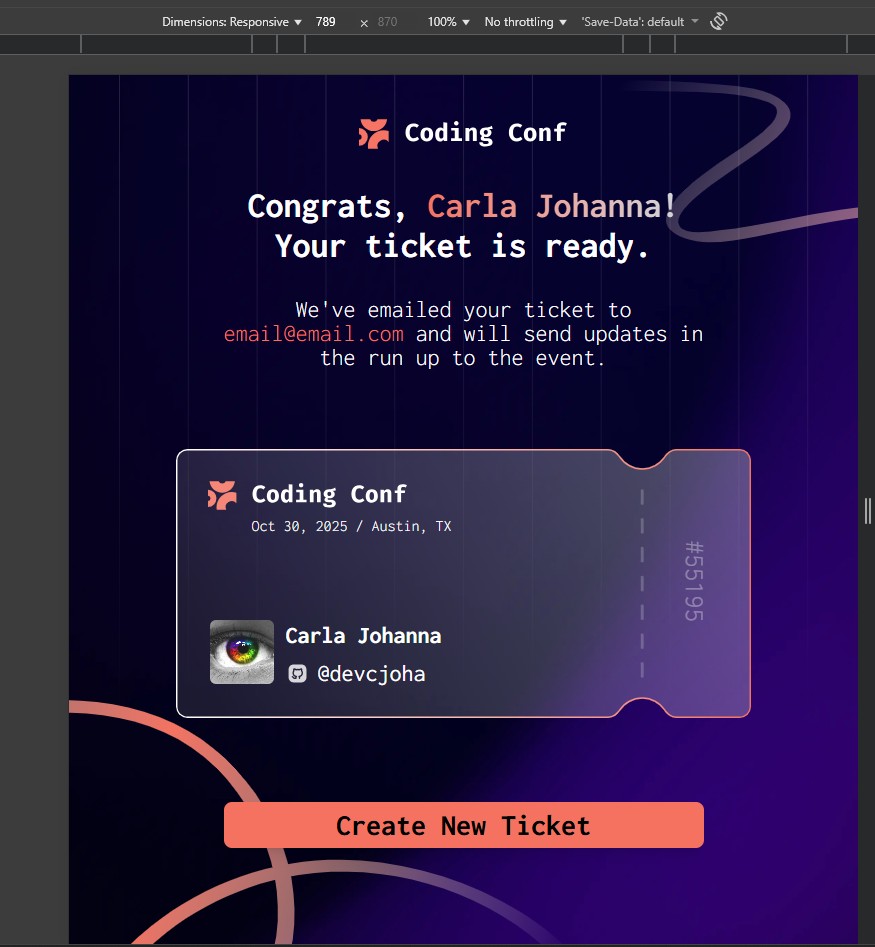 Dimensions: Responsive 789 × 870 100% No throttling 'Save-Data': default
Coding Conf
Congrats, Carla Johanna!
Your ticket is ready.
We've emailed your ticket to
email@email.com and will send updates in
the run up to the event.
Coding Conf
Oct 30, 2025 / Austin, TX
#55195
Carla Johanna
@devcjoha
Create New Ticket